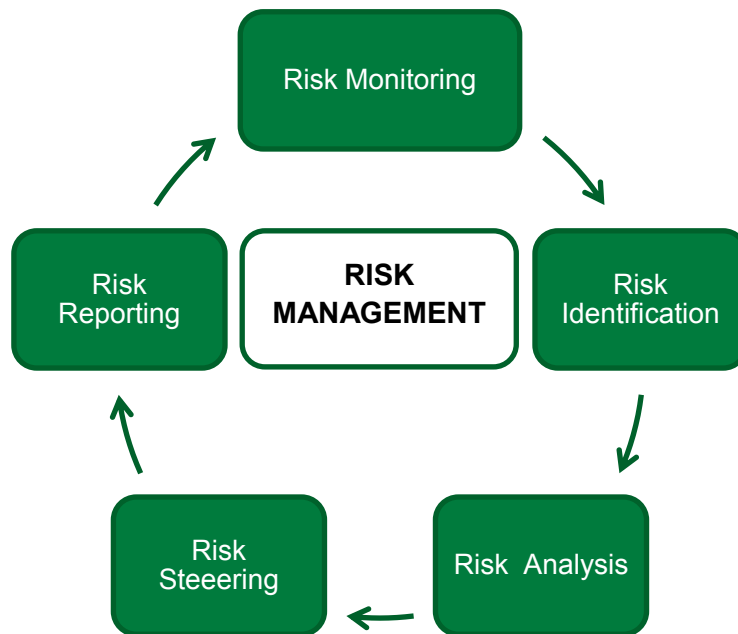 Risk Monitoring
Risk
Reporting
RISK
MANAGEMENT
Risk
Identification
Risk
Steeering
Risk Analysis